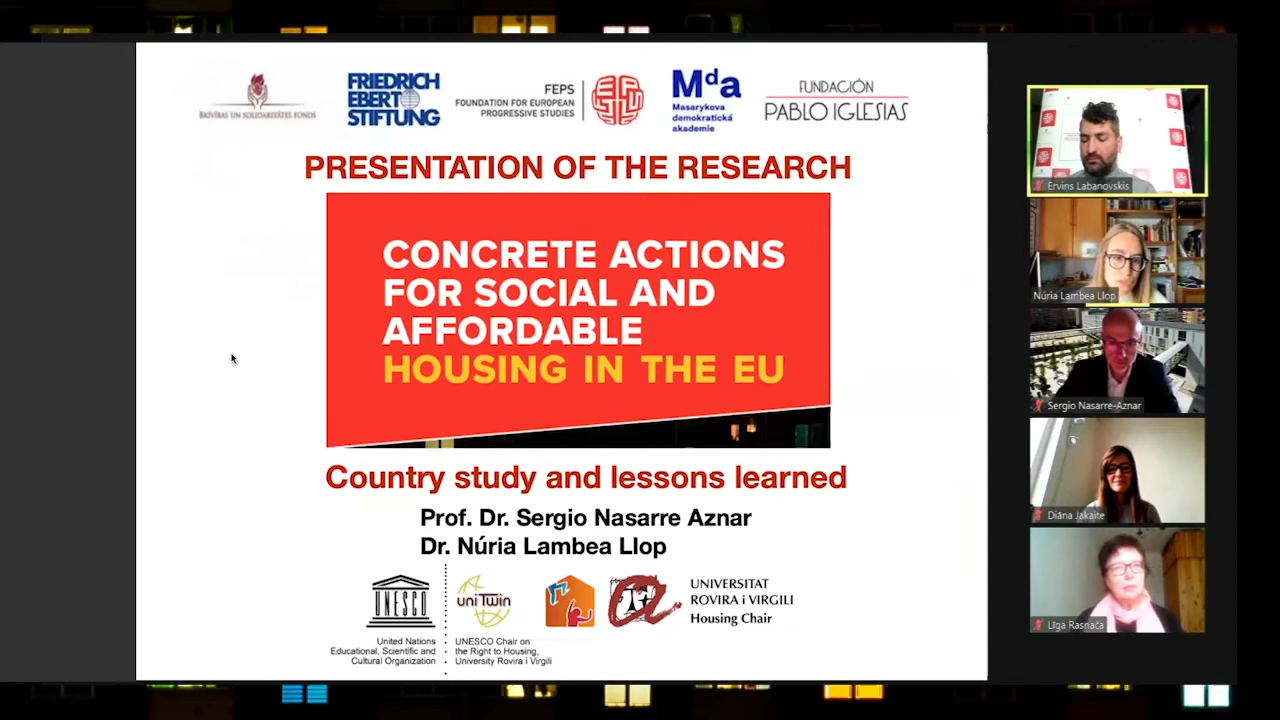 BRĪVĪBAS UN SOLIDARITĀTES FONDS
FRIEDRICH
EBERT
STIFTUNG
FEPS
FOUNDATION FOR EUROPEAN
PROGRESSIVE STUDIES
Mda
Masarykova
demokratická
akademie
FUNDACIÓN
PABLO IGLESIAS
PRESENTATION OF THE RESEARCH
CONCRETE ACTIONS
FOR SOCIAL AND
AFFORDABLE
HOUSING IN THE EU
Country study and lessons learned
Prof. Dr. Sergio Nasarre Aznar
Dr. Núria Lambea Llop
UNESCO
United Nations
Educational, Scientific and
Cultural Organization
uniTwin
UNESCO Chair on
the Right to Housing,
University Rovira i Virgili
UNIVERSITAT
ROVIRA i VIRGILI
Housing Chair
Ervins Labanovskis
Núria Lambea Llop
Sergio Nasarre-Aznar
Diāna Jakaite
Līga Rasnača